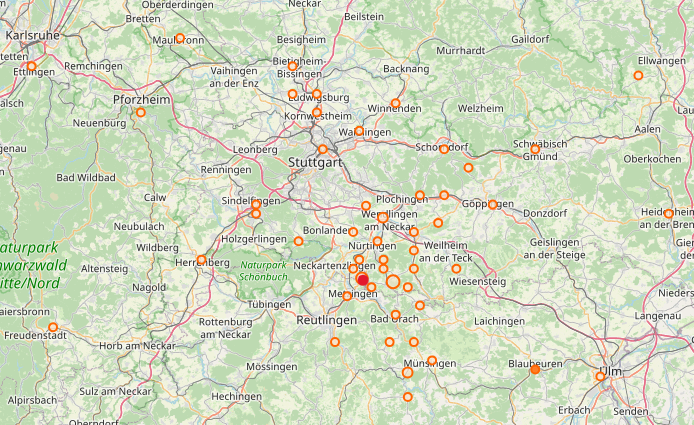 Oberderdingen
Neckar
Bretten
Beilstein
Karlsruhe
Maulbronn
Besigheim
Gaildorf
Murrhardt
Ettlingen
Remchingen
Vaihingen
an der Enz
Bietigheim
Bissingen
Backnang
Ellwangen
Pforzheim
Ludwigsburg
Winnenden
Welzheim
Neuenburg
Kornwestheim
Waiblingen
Aalen
Leonberg
Stuttgart
Schorndorf
Schwäbisch
Gmünd
Oberkochen
Renningen
Bad Wildbad
Calw
Sindelfingen
Plochingen
Göppingen
Donzdorf
Heidenheim
an der Bren
Neubulach
Bonlanden
Wendlingen
am Neckar
Holzgerlingen
Nürtingen
Weilheim
an der Teck
Geislingen
an der Steige
Wildberg
Naturpark
Schwarzwald
Mitte/Nord
Altensteig
Herrenberg
Naturpark
Schönbuch
Neckartenzlingen
Wiesensteig
Nagold
Metzingen
Tübingen
Rottenburg
am Neckar
Reutlingen
Bad Urach
Laichingen
Langenau
Freudenstadt
Horb am Neckar
Mössingen
Münsingen
Blaubeuren
Ulm
Sulz am Neckar
Hechingen
Alpirsbach
Erbach
Senden
Oberndorf